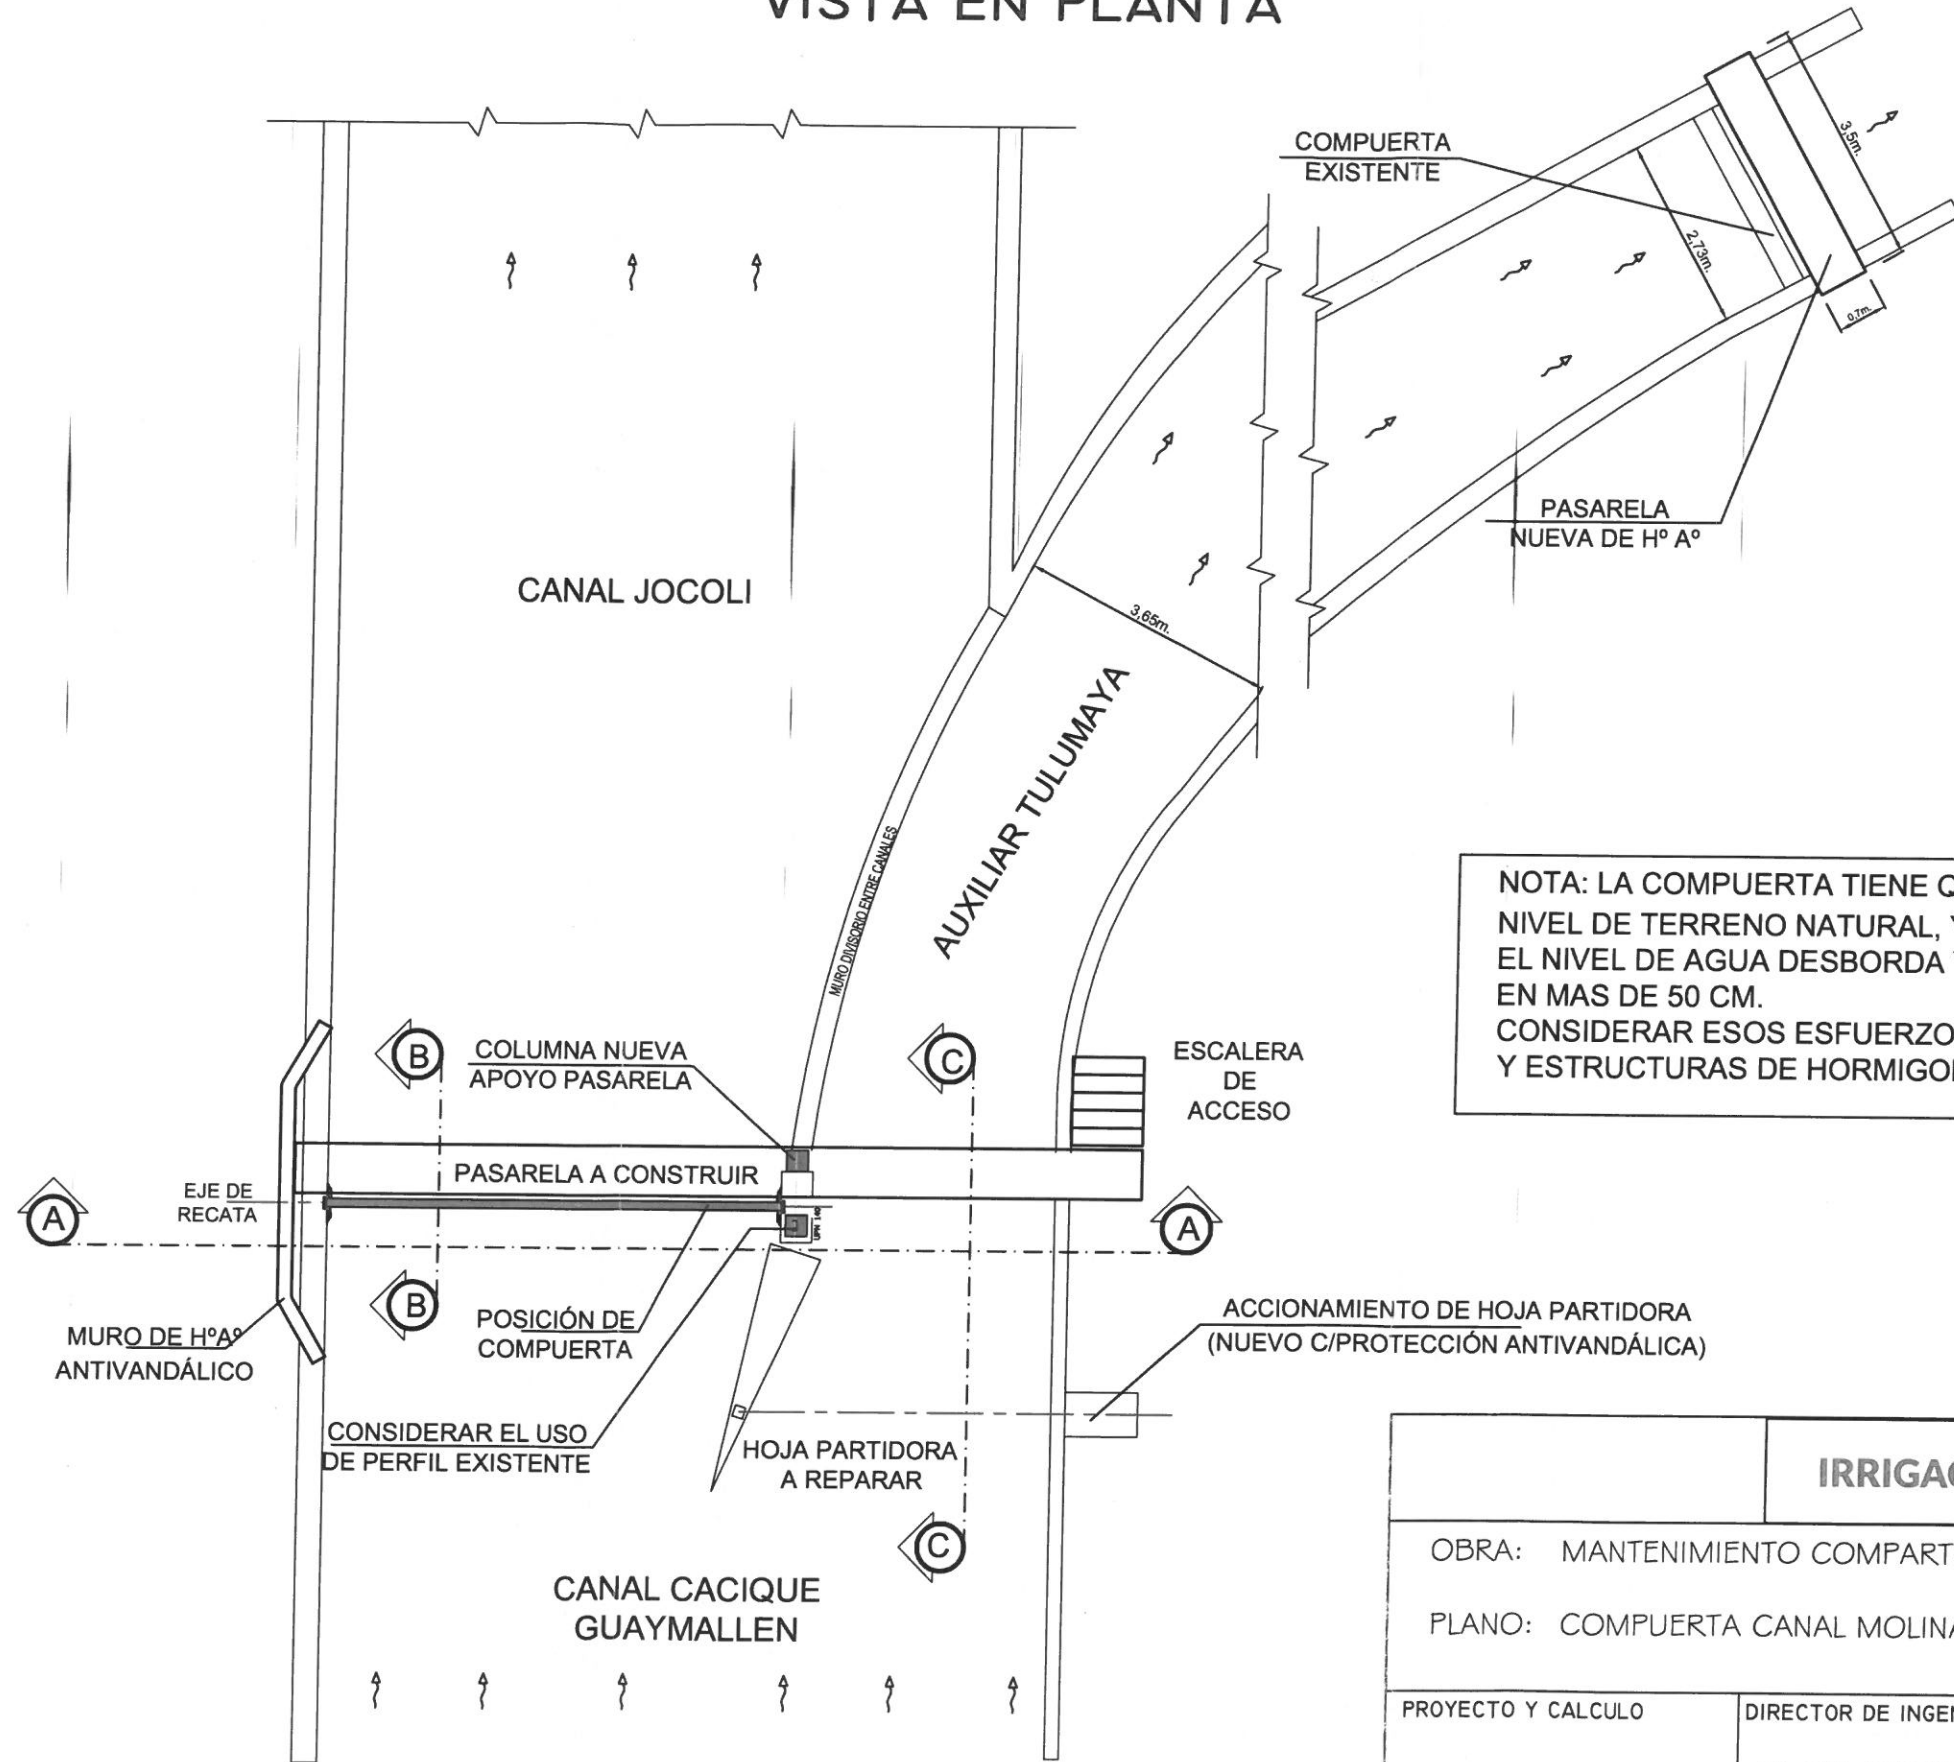 VISTA EN PLANTA
COMPUERTA
EXISTENTE
3,5m.
2,73m.
0,7m.
PASARELA
NUEVA DE Hº Aº
CANAL JOCOLI
3,65m.
AUXILIAR TULUMAYA
MURO DIVISORIO ENTRE CANALES
NOTA: LA COMPUERTA TIENE Q
NIVEL DE TERRENO NATURAL, Y
EL NIVEL DE AGUA DESBORDA
EN MAS DE 50 CM.
CONSIDERAR ESOS ESFUERZO
Y ESTRUCTURAS DE HORMIGO
B
COLUMNA NUEVA
APOYO PASARELA
C
ESCALERA
DE
ACCESO
PASARELA A CONSTRUIR
EJE DE
RECATA
A
UPN 140
A
B
POSICIÓN DE
COMPUERTA
MURO DE HºAº
ANTIVANDÁLICO
ACCIONAMIENTO DE HOJA PARTIDORA
(NUEVO C/PROTECCIÓN ANTIVANDÁLICA)
CONSIDERAR EL USO
DE PERFIL EXISTENTE
HOJA PARTIDORA
A REPARAR
C
CANAL CACIQUE
GUAYMALLEN
IRRIGAC
OBRA: MANTENIMIENTO COMPART
PLANO: COMPUERTA CANAL MOLINA
PROYECTO Y CALCULO
DIRECTOR DE INGEN